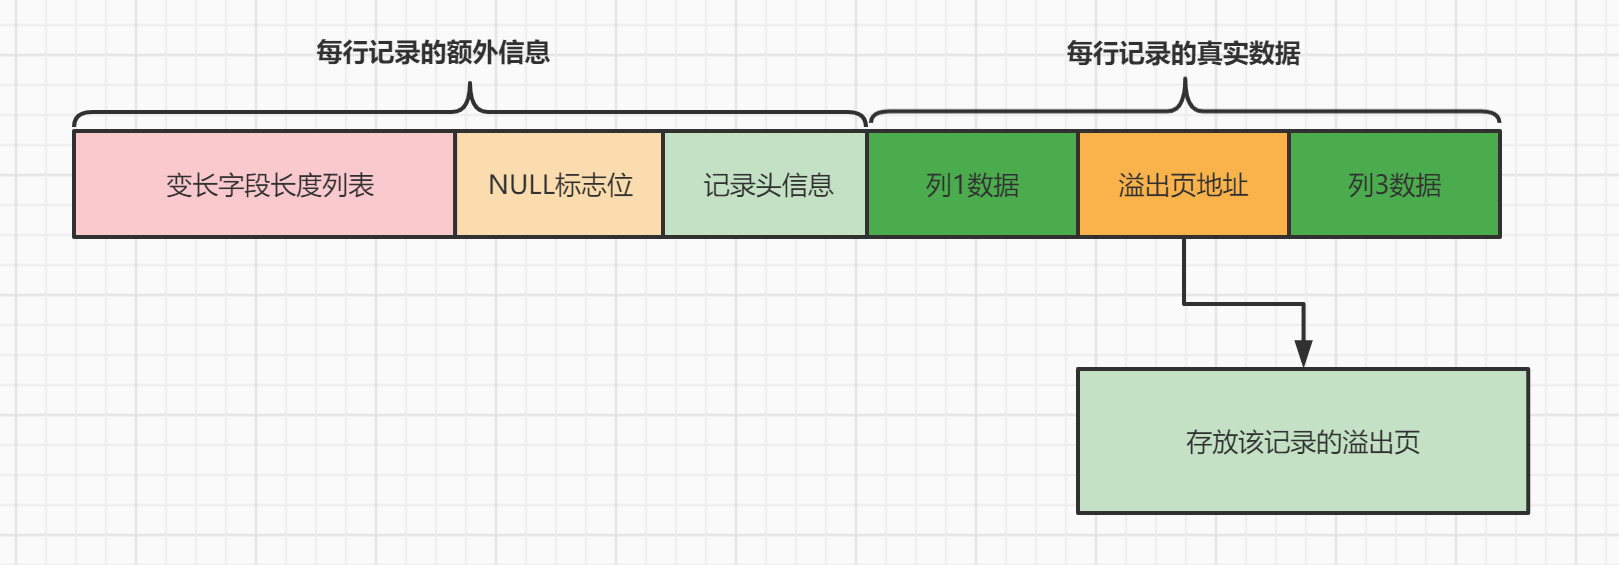 每行记录的额外信息
每行记录的真实数据
变长字段长度列表
NULL标志位
记录头信息
列1数据
溢出页地址
列3数据
存放该记录的溢出页